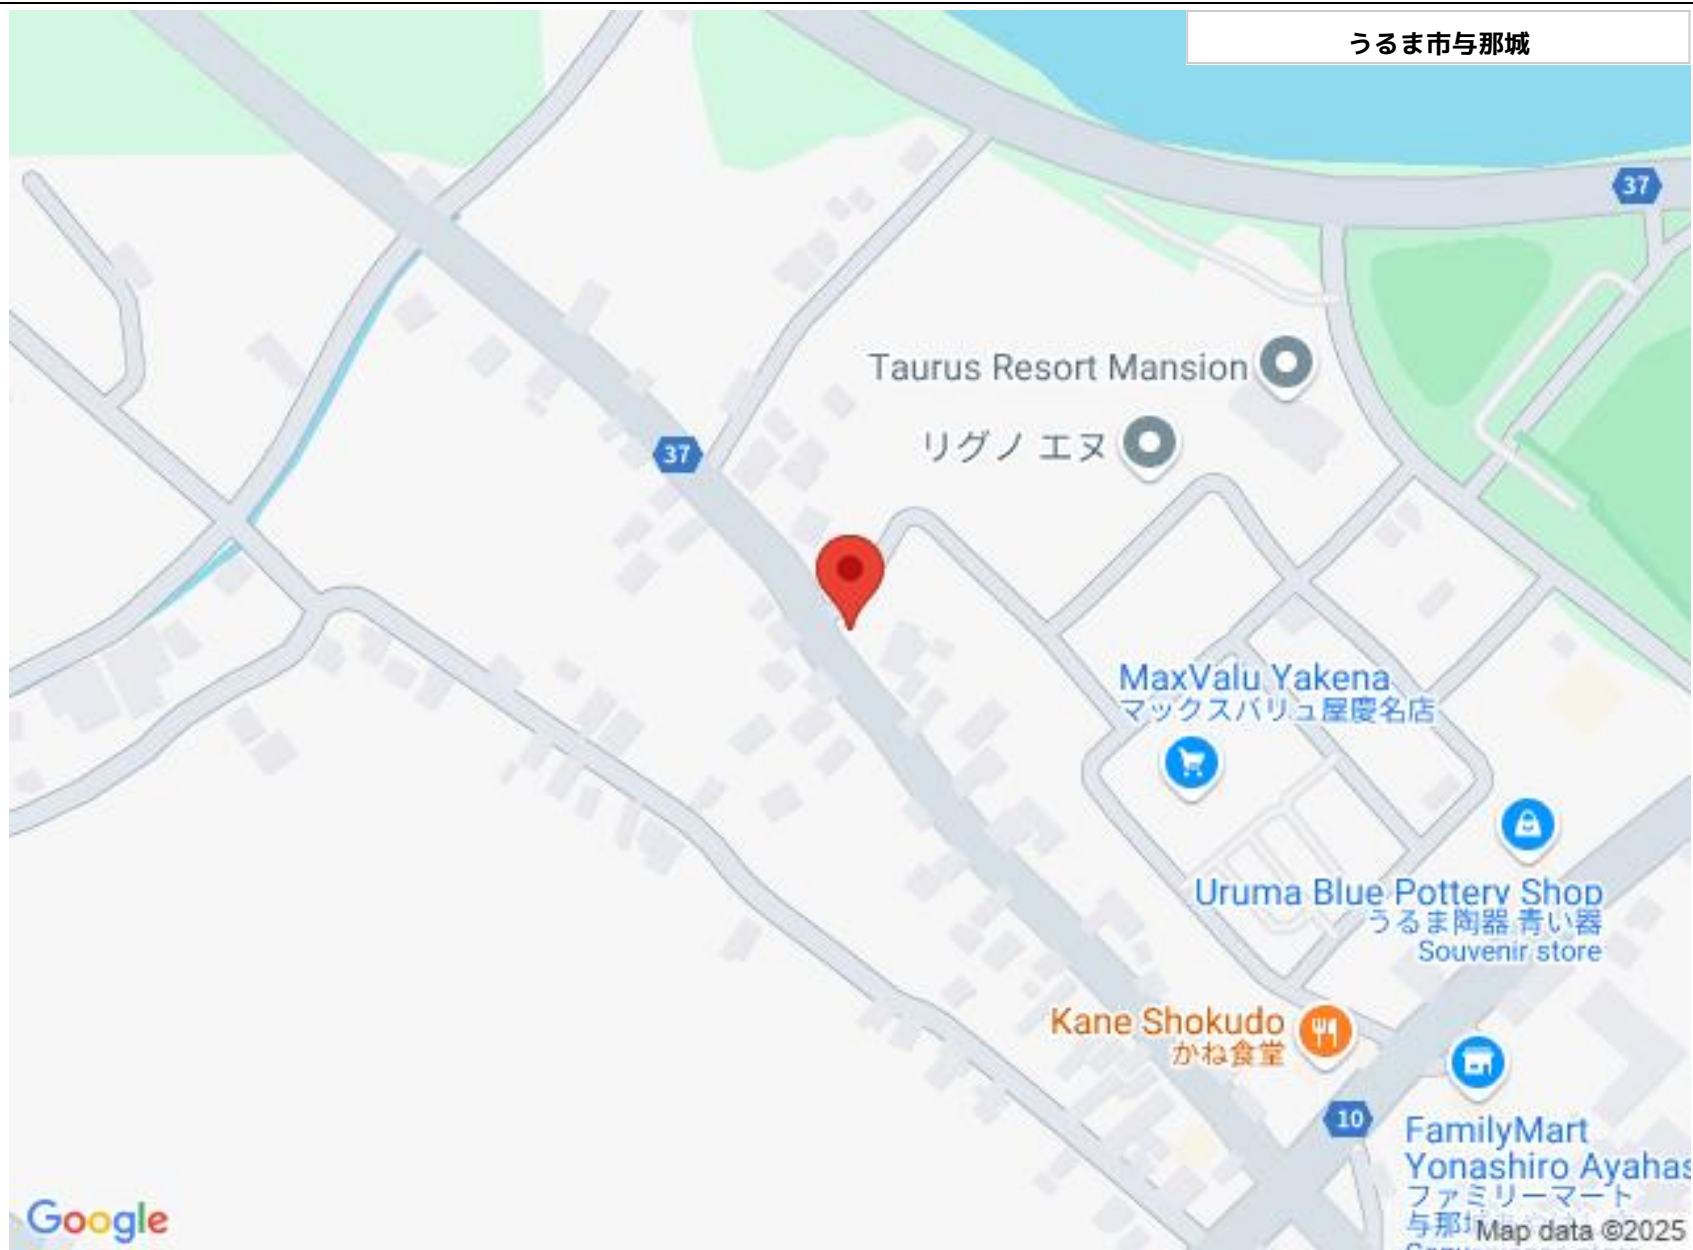 うるま市与那城
37
Taurus Resort Mansion
リグノ エヌ
37
MaxValu Yakena
マックスバリュ屋慶名店
Uruma Blue Pottery Shop
うるま陶器 青い器
Souvenir store
Kane Shokudo
かね食堂
10
FamilyMart
Yonashiro Ayahas
ファミリーマート
与那城
Google
Map data ©2025